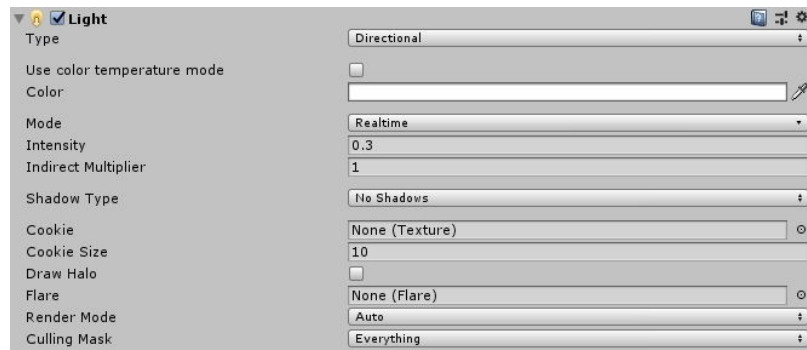 Light
Type Directional
Use color temperature mode
Color
Mode Realtime
Intensity 0.3
Indirect Multiplier 1
Shadow Type No Shadows
Cookie None (Texture)
Cookie Size 10
Draw Halo
Flare None (Flare)
Render Mode Auto
Culling Mask Everything